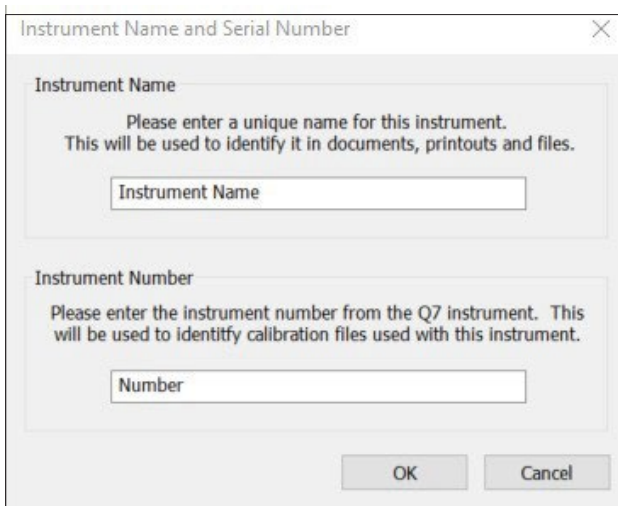 Instrument Name and Serial Number
Instrument Name
Please enter a unique name for this instrument.
This will be used to identify it in documents, printouts and files.
Instrument Name
Instrument Number
Please enter the instrument number from the Q7 instrument.  This
will be used to identitfy calibration files used with this instrument.
Number
OK Cancel